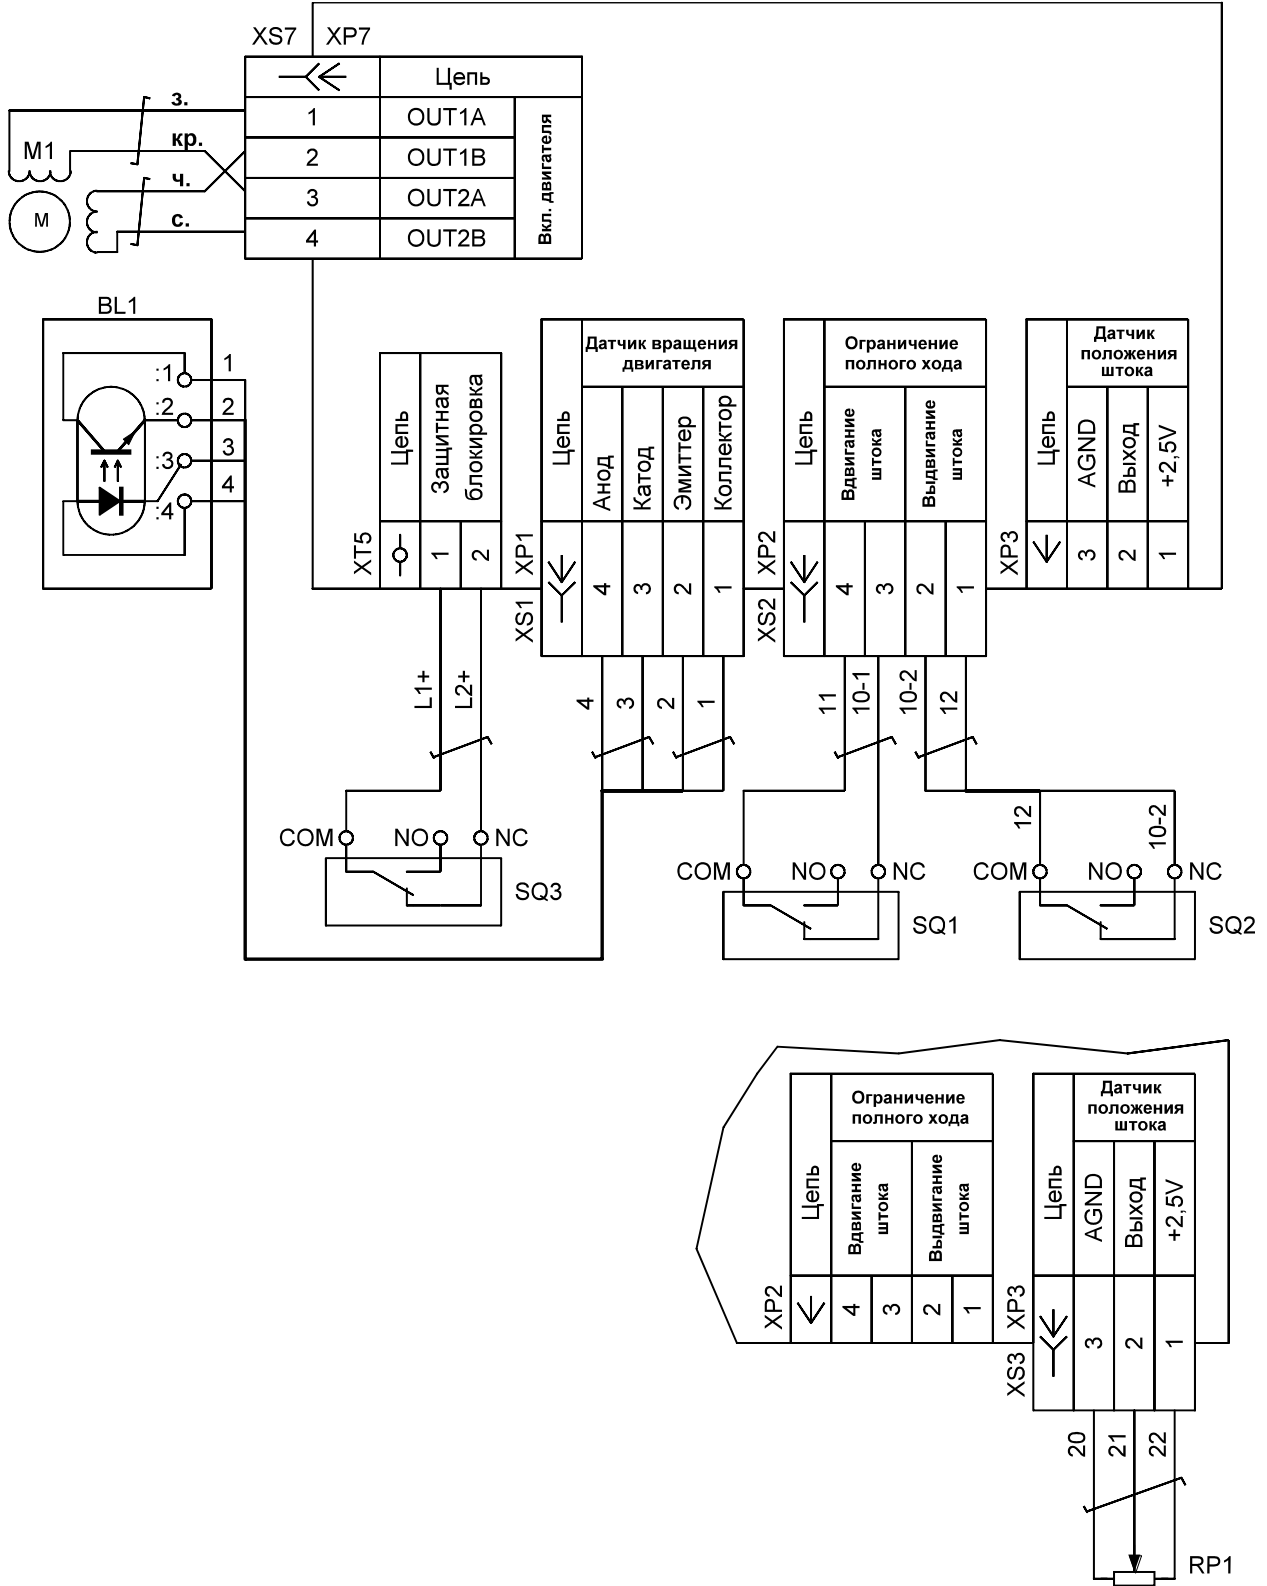 XS7 XP7
Цепь
з.
1 OUT1A
кр.
2 OUT1B
ч.
3 OUT2A
с.
4 OUT2B
Вкл. двигателя
М1
М
BL1
:1 1
:2 2
:3 3
:4 4
XT5
Цепь
Защитная
блокировка
1
2
XP1
XS1
Цепь
Датчик вращения
двигателя
Анод
Катод
Эмиттер
Коллектор
4
3
2
1
XP2
XS2
Цепь
Ограничение
полного хода
Вдвигание
штока
Выдвигание
штока
4
3
2
1
XP3
Цепь
Датчик
положения
штока
AGND
Выход
+2,5V
3
2
1
L1+
L2+
4
3
2
1
11
10-1
10-2
12
12
10-2
COM NO NC
SQ3
COM NO NC
SQ1
COM NO NC
SQ2
XP2
Цепь
Ограничение
полного хода
Вдвигание
штока
Выдвигание
штока
4
3
2
1
XP3
XS3
Цепь
Датчик
положения
штока
AGND
Выход
+2,5V
3
2
1
20
21
22
RP1